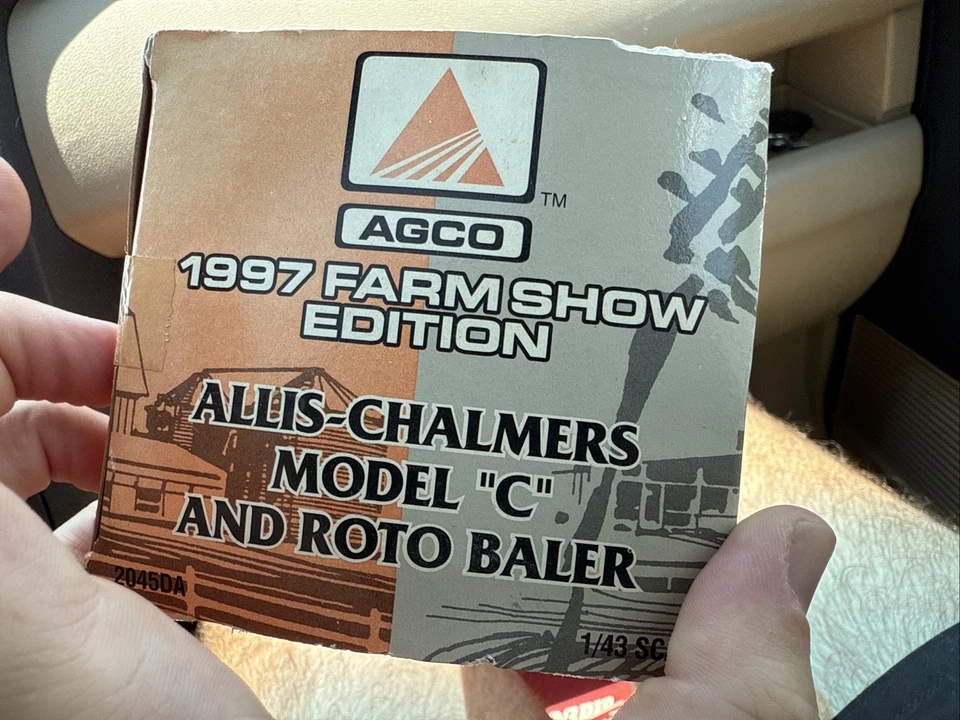 TM
AGCO
1997 FARM SHOW
EDITION
ALLIS-CHALMERS
MODEL "C"
AND ROTO BALER
2045DA
1/43 SC